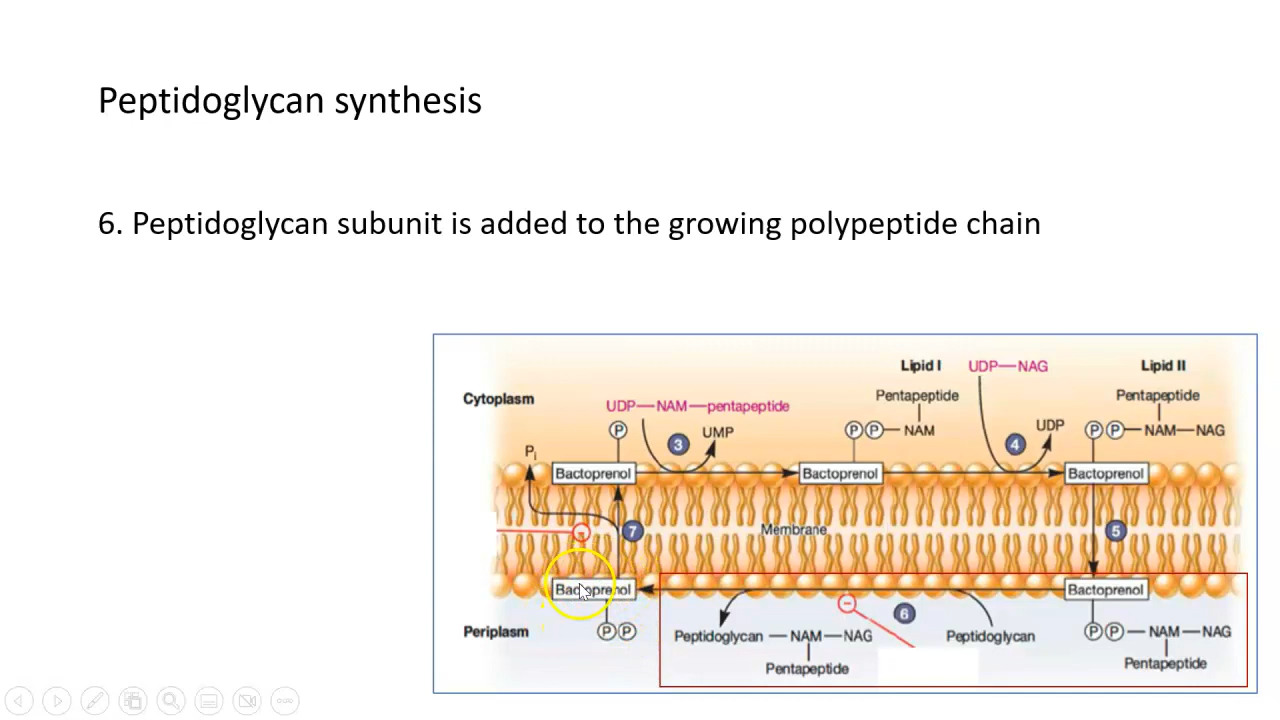 Peptidoglycan synthesis
6. Peptidoglycan subunit is added to the growing polypeptide chain
Lipid I
UDP—NAG
Lipid II
Cytoplasm
Pentapeptide
Pentapeptide
UDP—NAM—pentapeptide
P
UMP
P P — NAM
UDP
P P — NAM—NAG
Pi
3
4
Bactoprenol
Bactoprenol
Bactoprenol
7
Membrane
5
Bactoprenol
Bactoprenol
6
Periplasm
P P
Peptidoglycan — NAM—NAG
Peptidoglycan
P P — NAM—NAG
Pentapeptide
Pentapeptide